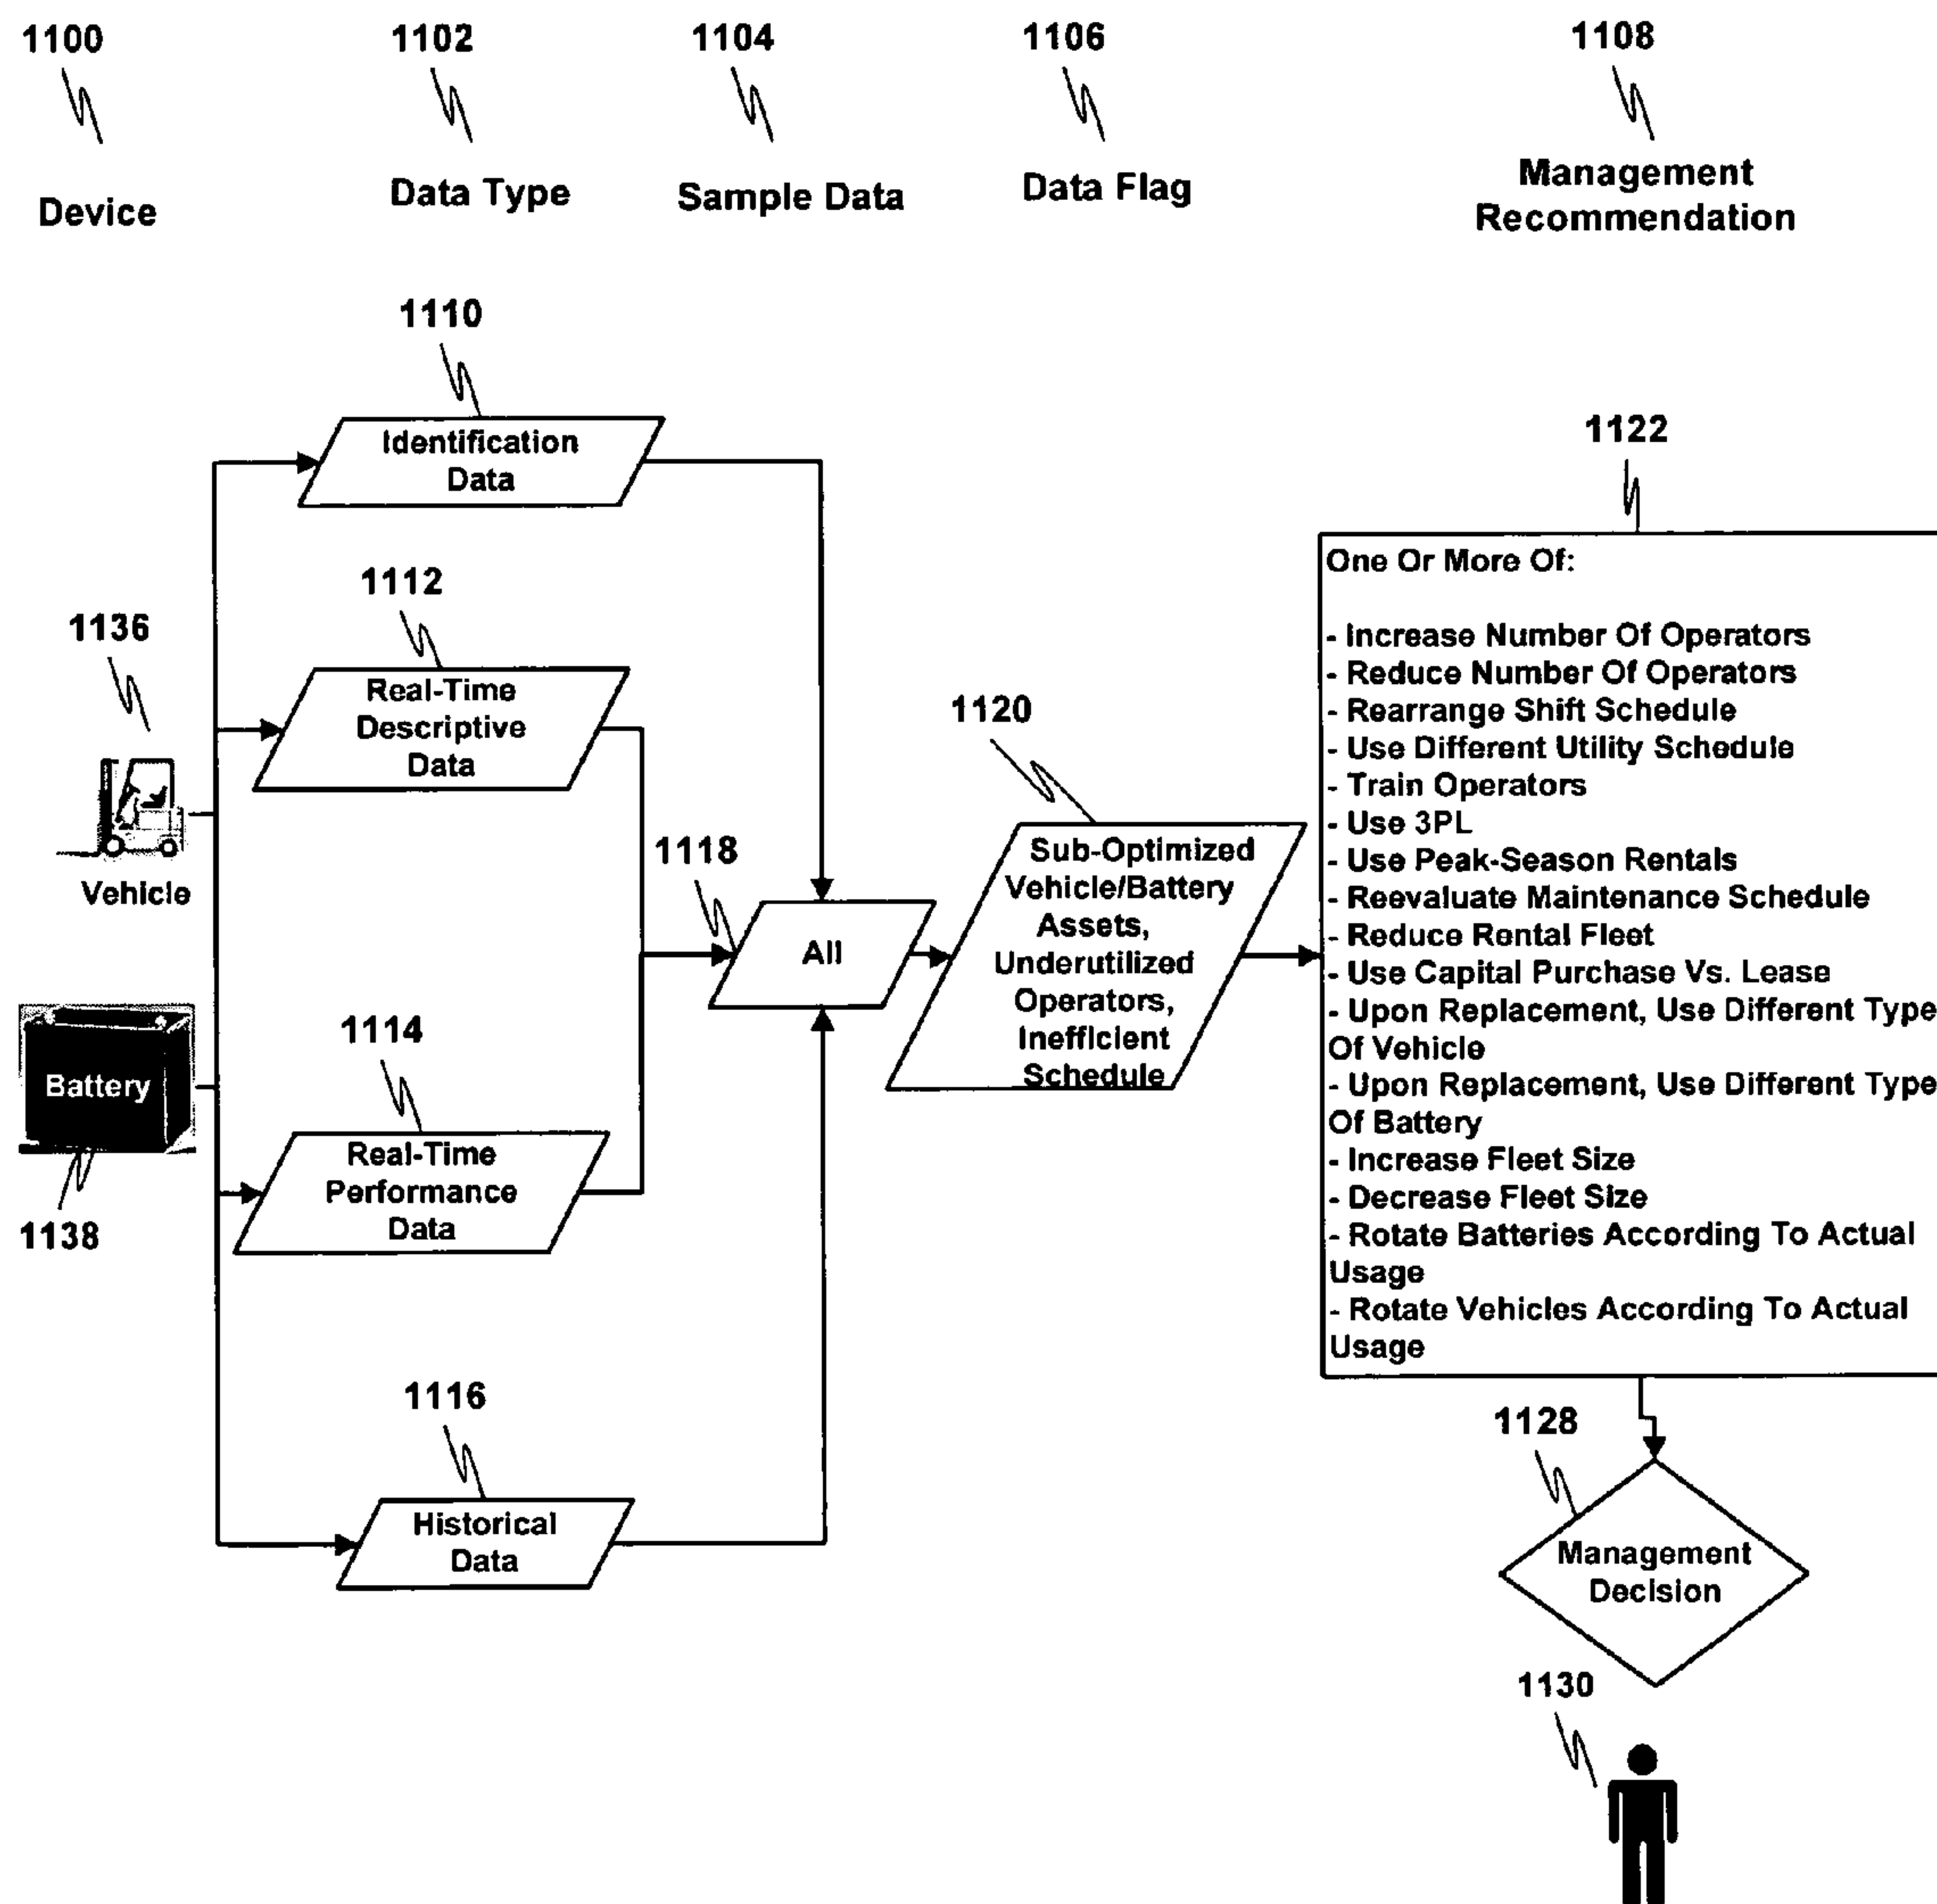 1100
1102
1104
1106
1108
Device
Data Type
Sample Data
Data Flag
Management
Recommendation
1110
Identification
Data
1112
Real-Time
Descriptive
Data
1136
Vehicle
Battery
1138
1114
Real-Time
Performance
Data
1116
Historical
Data
1118
All
1120
Sub-Optimized
Vehicle/Battery
Assets,
Underutilized
Operators,
Inefficient
Schedule
1122
One Or More Of:
- Increase Number Of Operators
- Reduce Number Of Operators
- Rearrange Shift Schedule
- Use Different Utility Schedule
- Train Operators
- Use 3PL
- Use Peak-Season Rentals
- Reevaluate Maintenance Schedule
- Reduce Rental Fleet
- Use Capital Purchase Vs. Lease
- Upon Replacement, Use Different Type
Of Vehicle
- Upon Replacement, Use Different Type
Of Battery
- Increase Fleet Size
- Decrease Fleet Size
- Rotate Batteries According To Actual
Usage
- Rotate Vehicles According To Actual
Usage
1128
Management
Decision
1130